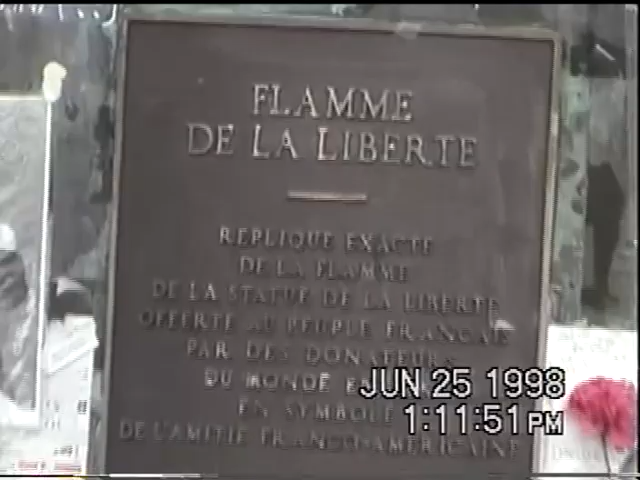 FLAMME
DE LA LIBERTE
REPLIQUE EXACTE
DE LA FLAMME
DE LA STATUE DE LA LIBERTE
OFFERTE AU PEUPLE FRANCAIS
PAR DES DONATEURS
DU MONDE
EN SYMBOLE
DE L'AMITIE FRANCO-AMERICAINE
JUN 25 1998
1:11:51 PM